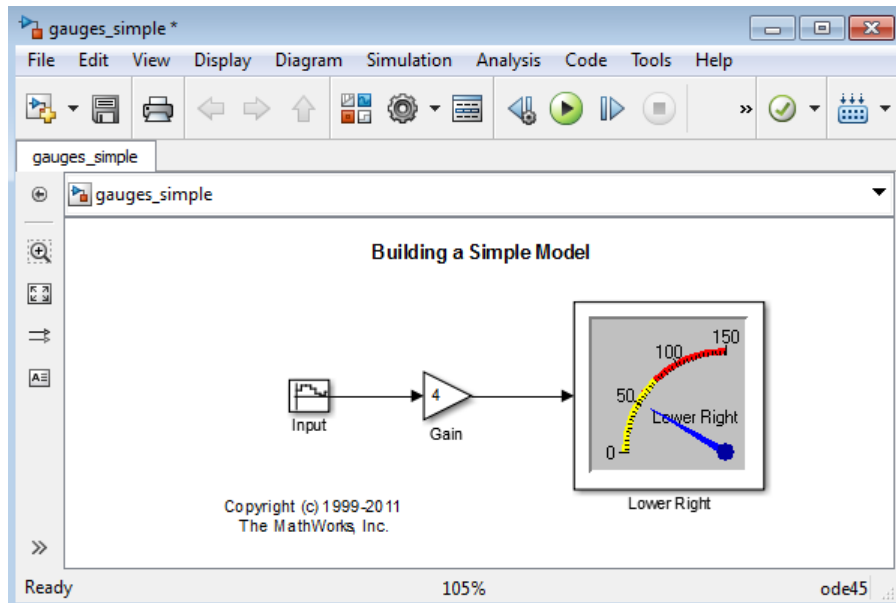 gauges_simple *
File Edit View Display Diagram Simulation Analysis Code Tools Help
»
gauges_simple
gauges_simple
Building a Simple Model
150
100
50
Lower Right
0
4
Input
Gain
Lower Right
Copyright (c) 1999-2011
The MathWorks, Inc.
Ready 105% ode45